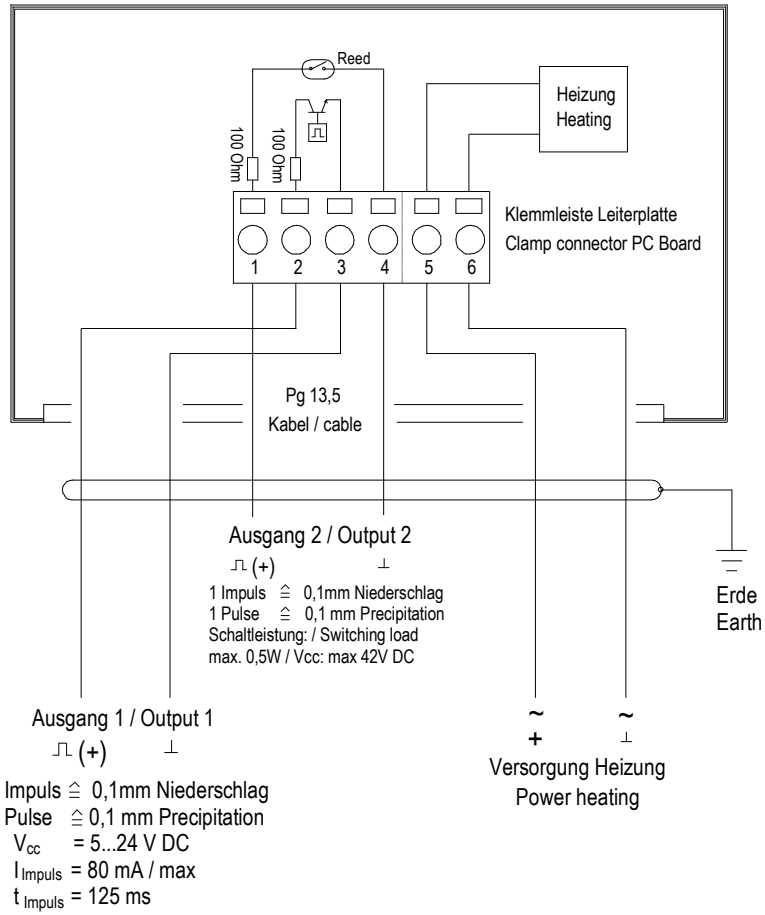 Reed
Heizung
Heating
100 Ohm
100 Ohm
Klemmleiste Leiterplatte
Clamp connector PC Board
1 2 3 4 5 6
Pg 13,5
Kabel / cable
Ausgang 2 / Output 2
⎍ (+) ⊥
1 Impuls ≙ 0,1mm Niederschlag
1 Pulse ≙ 0,1 mm Precipitation
Schaltleistung: / Switching load
max. 0,5W / Vcc: max 42V DC
Erde
Earth
Ausgang 1 / Output 1
⎍ (+) ⊥
Impuls ≙ 0,1mm Niederschlag
Pulse ≙ 0,1 mm Precipitation
Vcc = 5...24 V DC
I Impuls = 80 mA / max
t Impuls = 125 ms
~ ~
+ ⊥
Versorgung Heizung
Power heating